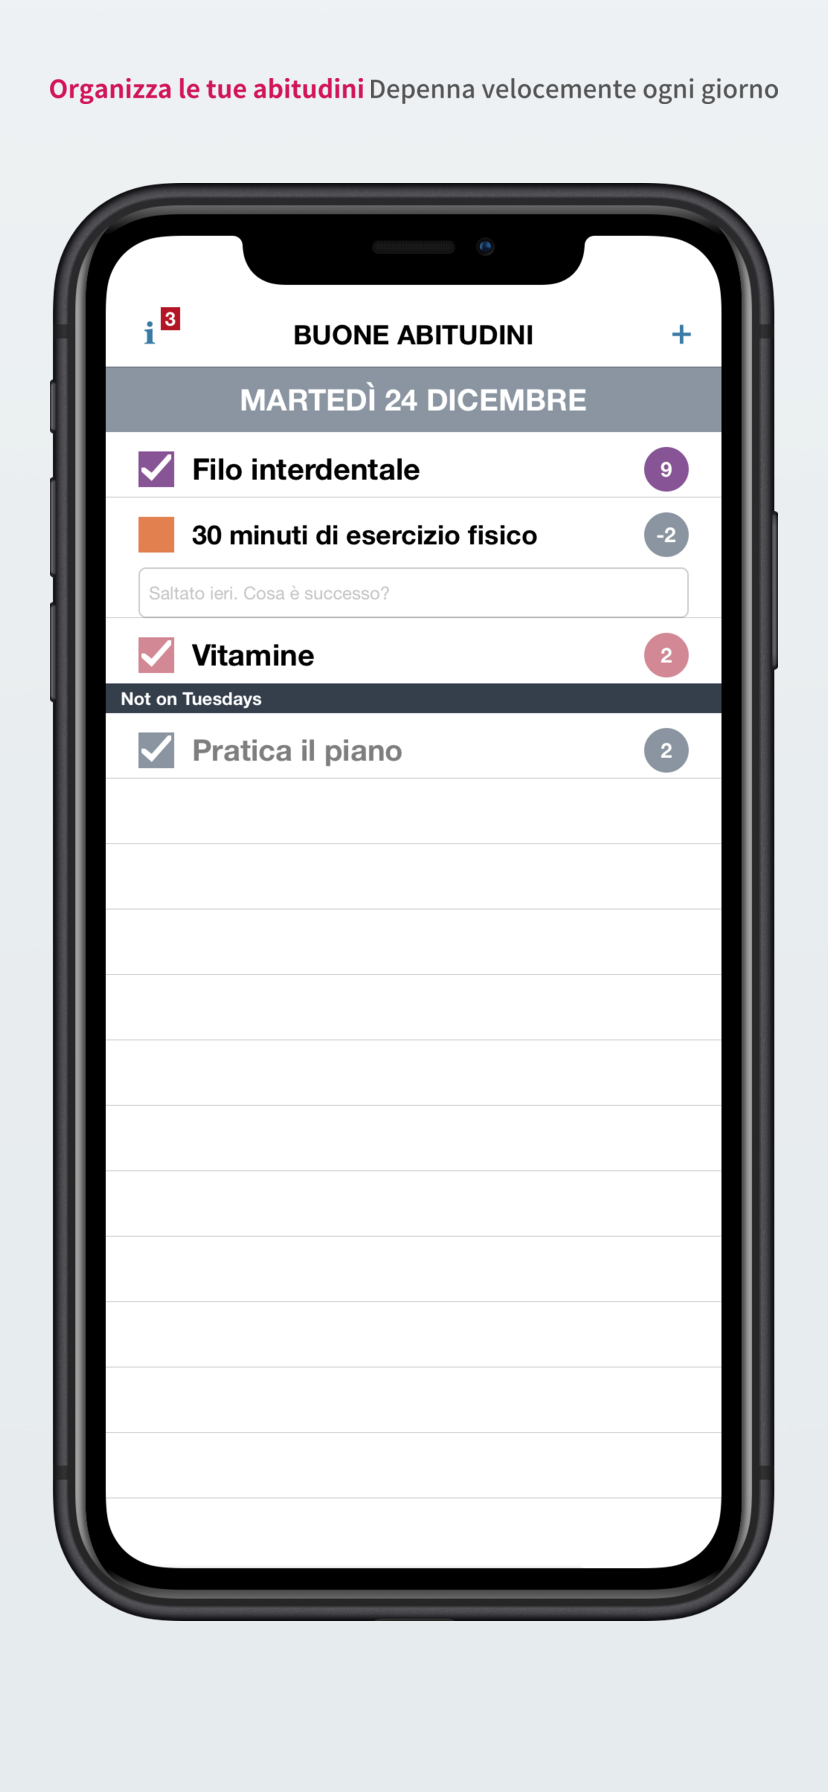 Organizza le tue abitudini Depenna velocemente ogni giorno
i 3
BUONE ABITUDINI
+
MARTEDÌ 24 DICEMBRE
Filo interdentale 9
30 minuti di esercizio fisico -2
Saltato ieri. Cosa è successo?
Vitamine 2
Not on Tuesdays
Pratica il piano 2